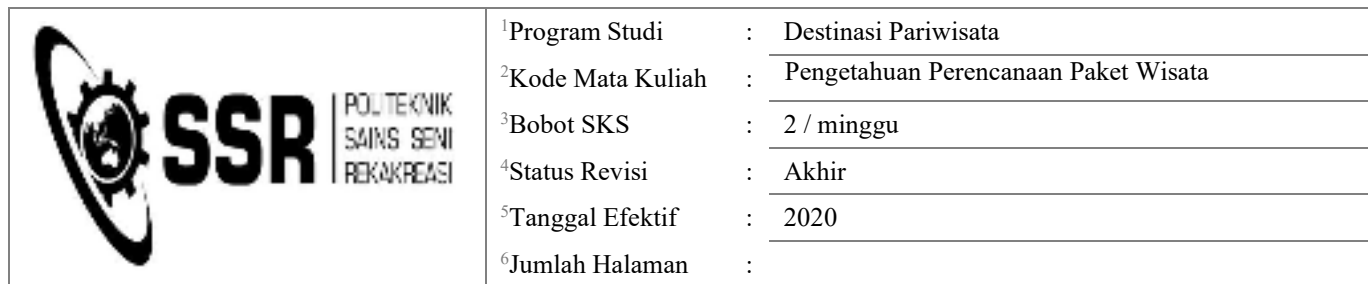 SSR
POLITEKNIK
SAINS SENI
REKAKREASI
¹Program Studi : Destinasi Pariwisata
²Kode Mata Kuliah : Pengetahuan Perencanaan Paket Wisata
³Bobot SKS : 2 / minggu
⁴Status Revisi : Akhir
⁵Tanggal Efektif : 2020
⁶Jumlah Halaman :